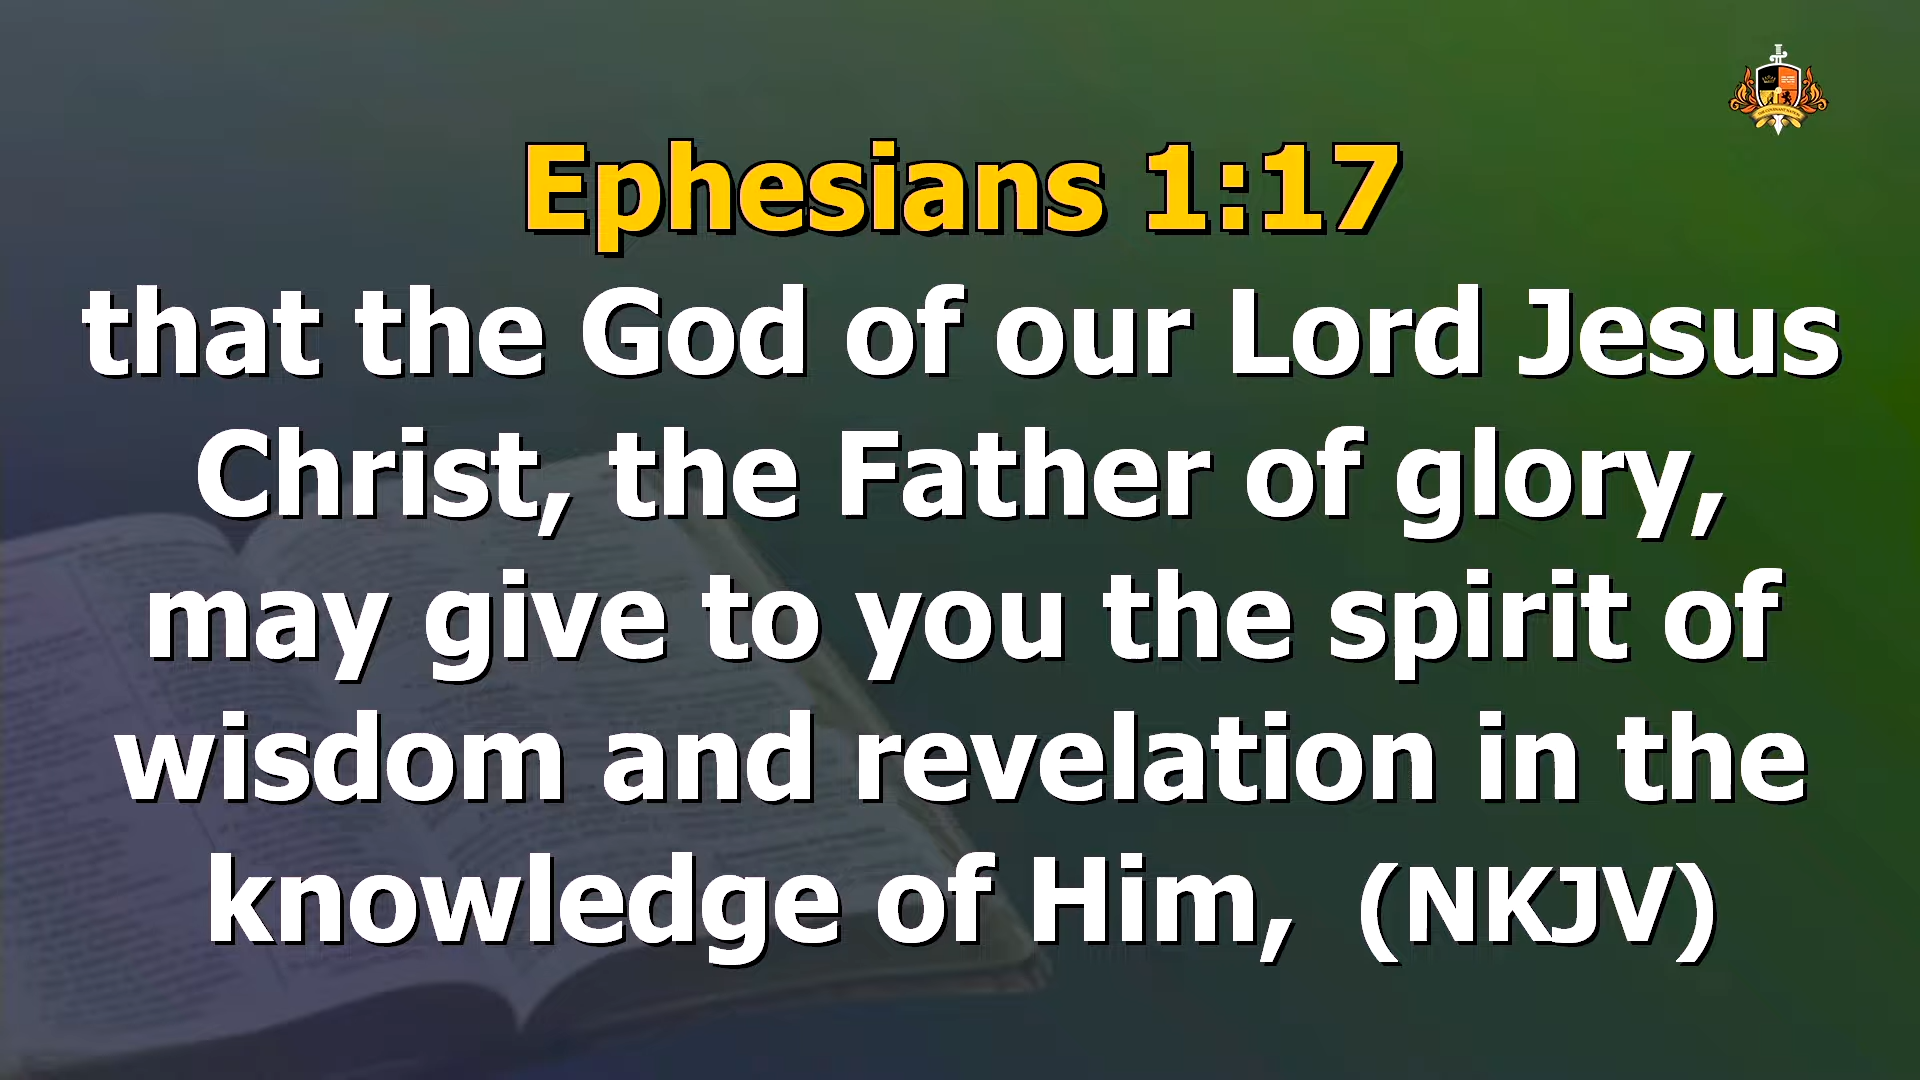 Ephesians 1:17
that the God of our Lord Jesus
Christ, the Father of glory,
may give to you the spirit of
wisdom and revelation in the
knowledge of Him, (NKJV)